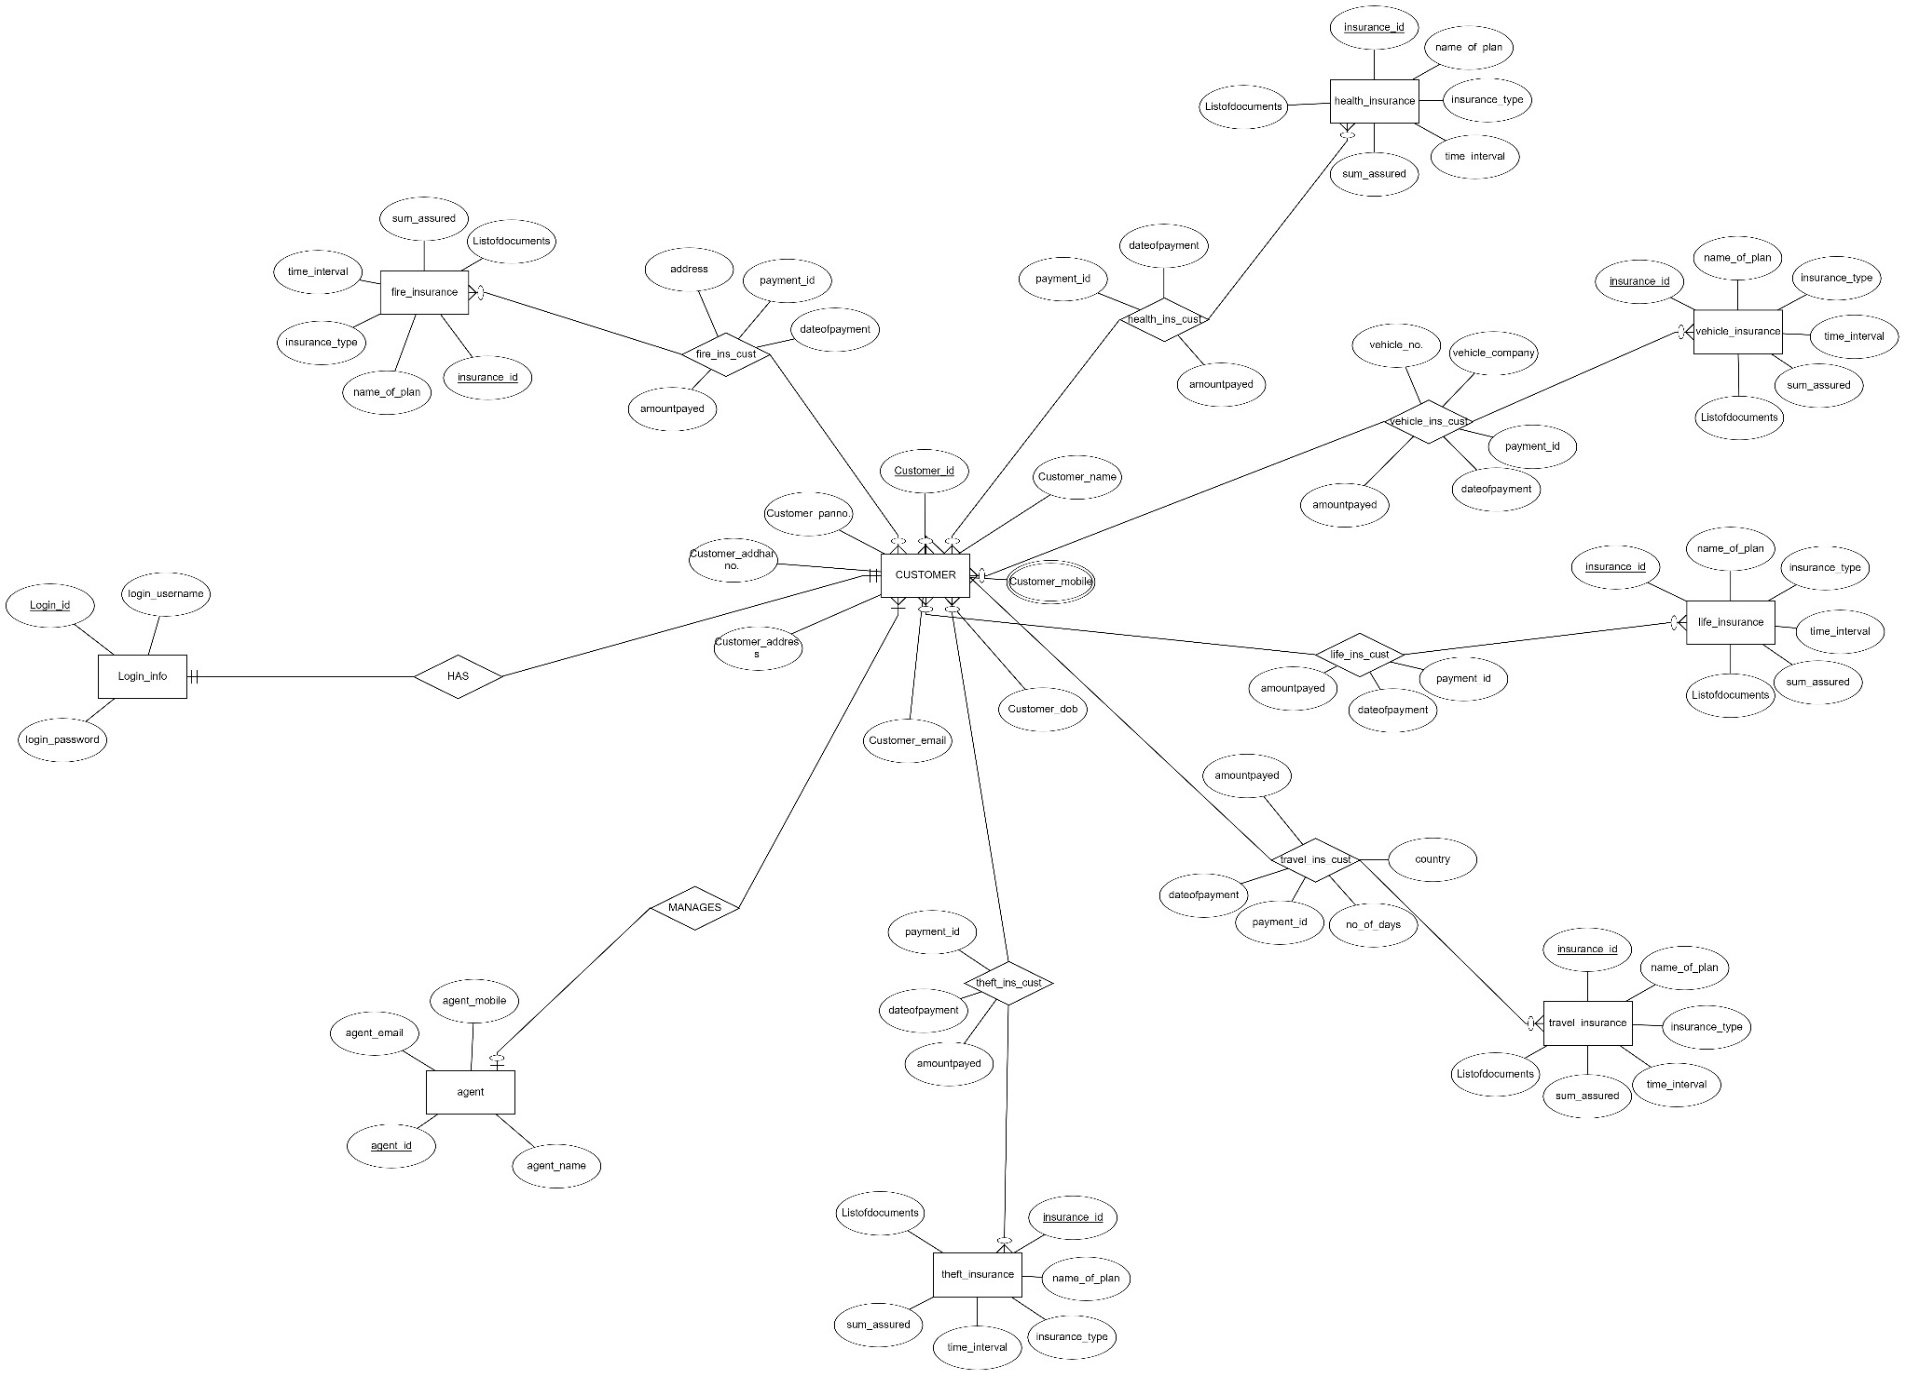 insurance_id
name_of_plan
health_insurance
insurance_type
Listofdocuments
time_interval
sum_assured
sum_assured
Listofdocuments
time_interval
fire_insurance
insurance_type
name_of_plan
insurance_id
address
payment_id
dateofpayment
fire_ins_cust
amountpayed
dateofpayment
payment_id
health_ins_cust
amountpayed
name_of_plan
insurance_id
insurance_type
vehicle_insurance
time_interval
sum_assured
Listofdocuments
vehicle_no.
vehicle_company
vehicle_ins_cust
payment_id
dateofpayment
amountpayed
Customer_id
Customer_name
Customer_panno.
Customer_addhar
no.
CUSTOMER
Customer_mobile
Customer_addres
s
Customer_email
Customer_dob
name_of_plan
insurance_id
insurance_type
life_insurance
time_interval
sum_assured
Listofdocuments
life_ins_cust
amountpayed
payment_id
dateofpayment
Login_id
login_username
Login_info
HAS
login_password
MANAGES
agent_mobile
agent_email
agent
agent_id
agent_name
amountpayed
travel_ins_cust
country
dateofpayment
payment_id
no_of_days
payment_id
theft_ins_cust
dateofpayment
amountpayed
insurance_id
name_of_plan
travel_insurance
insurance_type
Listofdocuments
time_interval
sum_assured
Listofdocuments
insurance_id
theft_insurance
name_of_plan
sum_assured
insurance_type
time_interval